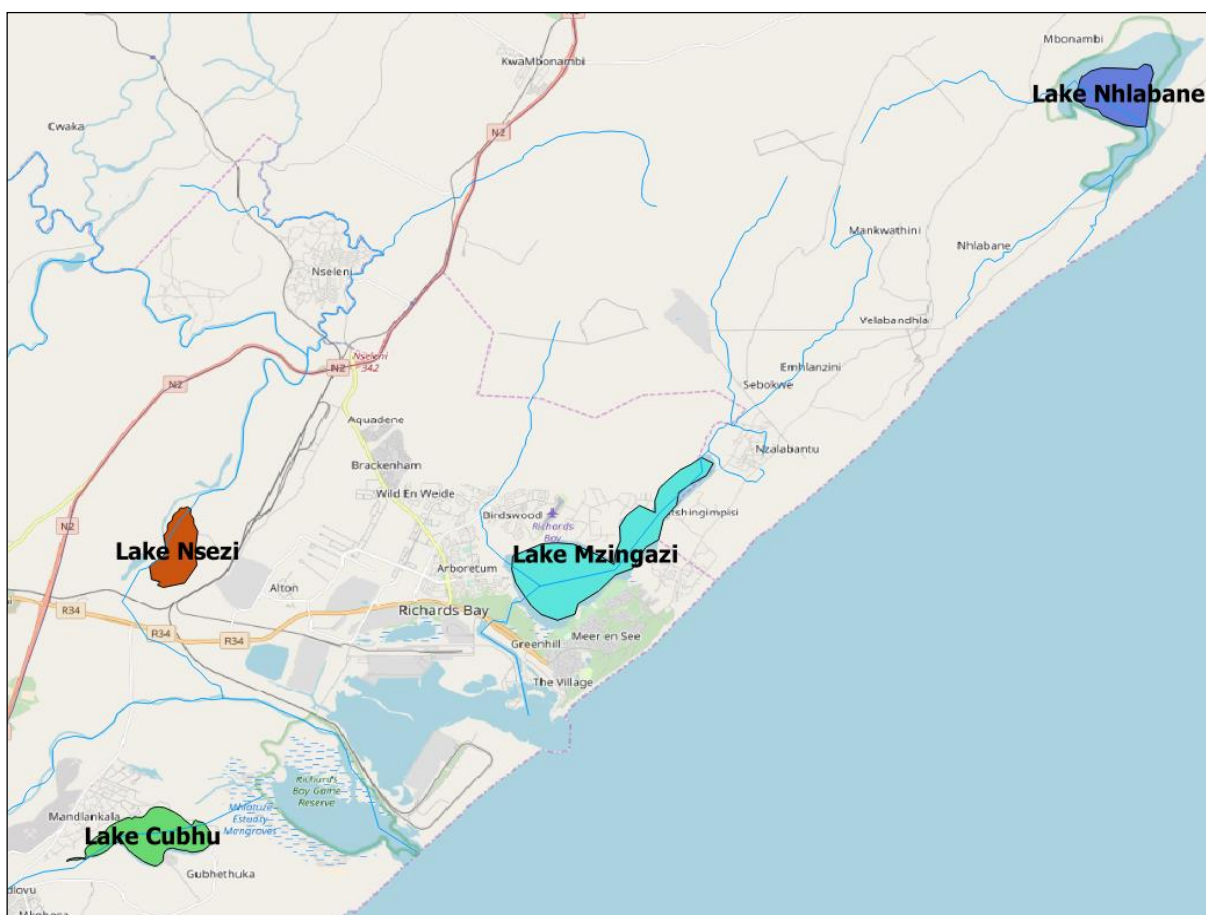 Mbonambi
KwaMbonambi
Lake Nhlabane
Cwaka
N2
Mankwathini
Nhlabane
Nseleni
Velabandhla
Nseleni
342
N2
Emhlanzini
N2
Sebokwe
Aquadene
Nzalabantu
Brackenham
Wild En Weide
Birdswood
Richards
Bay
N2
Lake Nsezi
Lake Mzingazi
Arboretum
Alton
R34
Richards Bay
R34
R34
Meer en See
Greenhill
The Village
Richard's
Bay Game
Reserve
Mhlatuze
Estuary
Mangroves
Mandlankala
Lake Cubhu
Gubhethuka